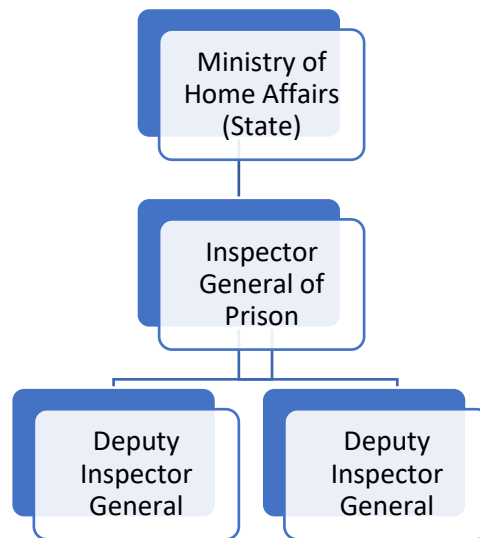 Ministry of
Home Affairs
(State)
Inspector
General of
Prison
Deputy
Inspector
General
Deputy
Inspector
General